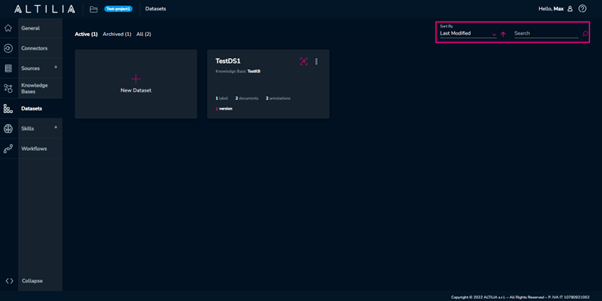 ALTILIA
Test-project1
Datasets
Hello, Max
General
Connectors
Sources
Knowledge Bases
Datasets
Skills
Workflows
Collapse
Active (1) Archived (1) All (2)
Sort By
Last Modified
Search
New Dataset
TestDS1
Knowledge Base: TestKB
1 label 2 documents 2 annotations
version
Copyright © 2022 ALTILIA s.r.l. - All Rights Reserved - P. IVA IT